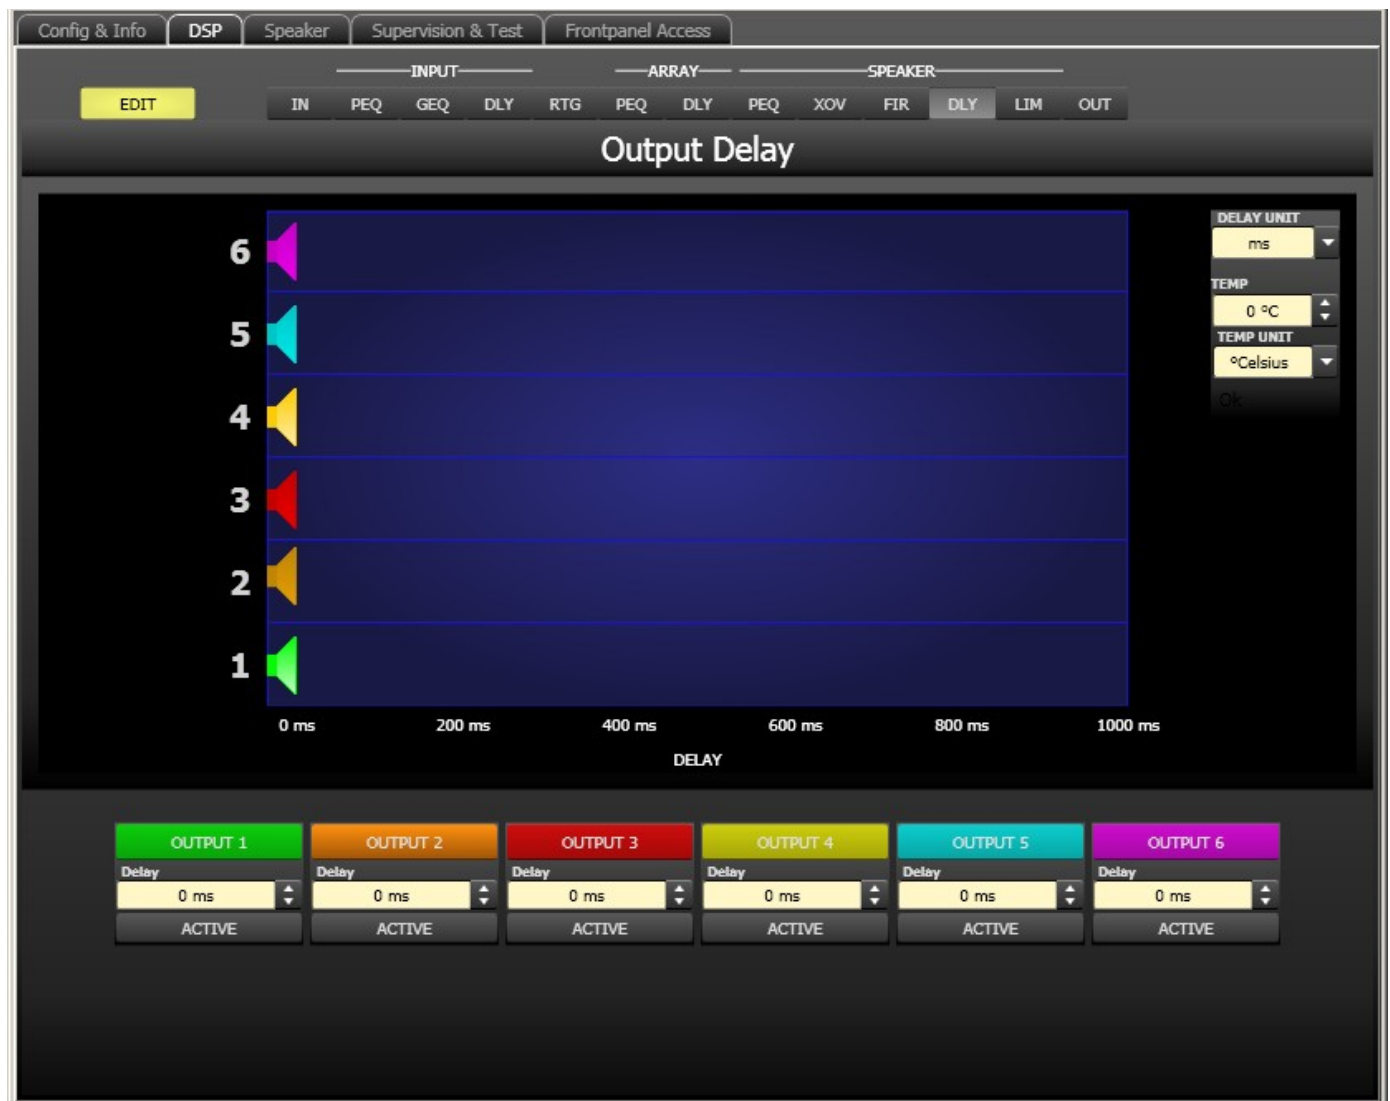 Config & Info DSP Speaker Supervision & Test Frontpanel Access
INPUT ARRAY SPEAKER
EDIT IN PEQ GEQ DLY RTG PEQ DLY PEQ XOV FIR DLY LIM OUT
Output Delay
DELAY UNIT
ms
TEMP
0 ºC
TEMP UNIT
ºCelsius
Ok
6
5
4
3
2
1
0 ms 200 ms 400 ms 600 ms 800 ms 1000 ms
DELAY
OUTPUT 1 OUTPUT 2 OUTPUT 3 OUTPUT 4 OUTPUT 5 OUTPUT 6
Delay Delay Delay Delay Delay Delay
0 ms 0 ms 0 ms 0 ms 0 ms 0 ms
ACTIVE ACTIVE ACTIVE ACTIVE ACTIVE ACTIVE